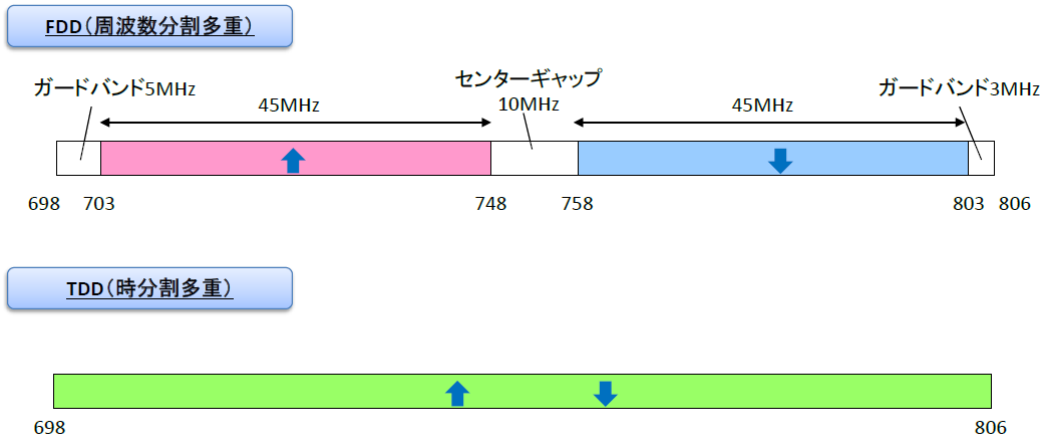 FDD(周波数分割多重)
ガードバンド5MHz
センターギャップ
10MHz
ガードバンド3MHz
45MHz
45MHz
698
703
748
758
803
806
TDD(時分割多重)
698
806